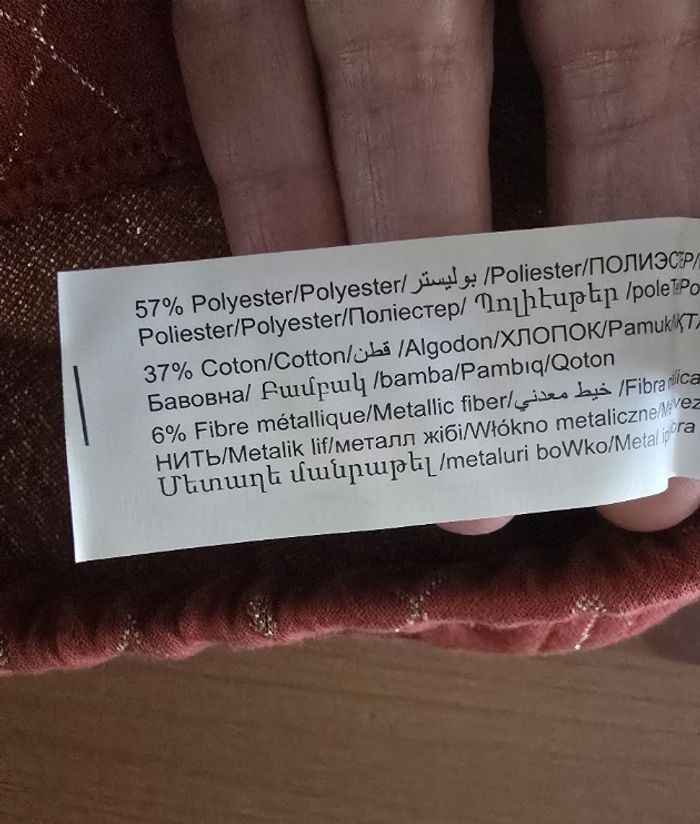 57% Polyester/Polyester/بوليستر /Poliester/ПОЛИЭСТЕР/
Poliester/Polyester/Поліестер/ Պոլիէսթեր /pole
37% Coton/Cotton/قطن /Algodon/ХЛОПОК/Pamuk/
Бавовна/ Բամբակ /bamba/Pambıq/Qoton
6% Fibre métallique/Metallic fiber/خيط معدني /Fibra
НИТЬ/Metalik lif/металл жібі/Włókno metaliczne/
Մետաղե մանրաթել /metaluri boWko/Metal